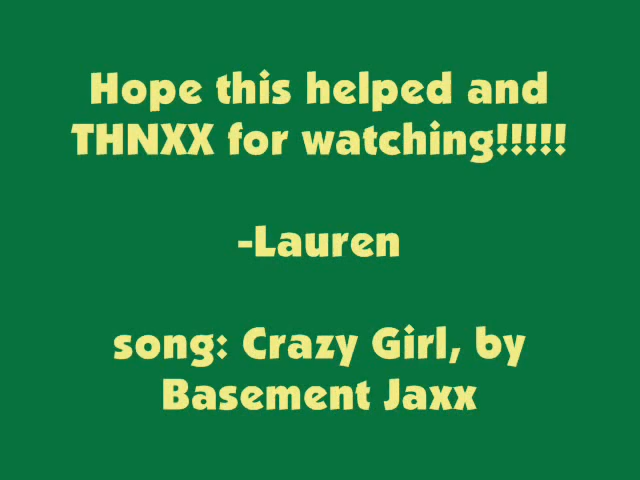 Hope this helped and
THNXX for watching!!!!!
-Lauren
song: Crazy Girl, by
Basement Jaxx